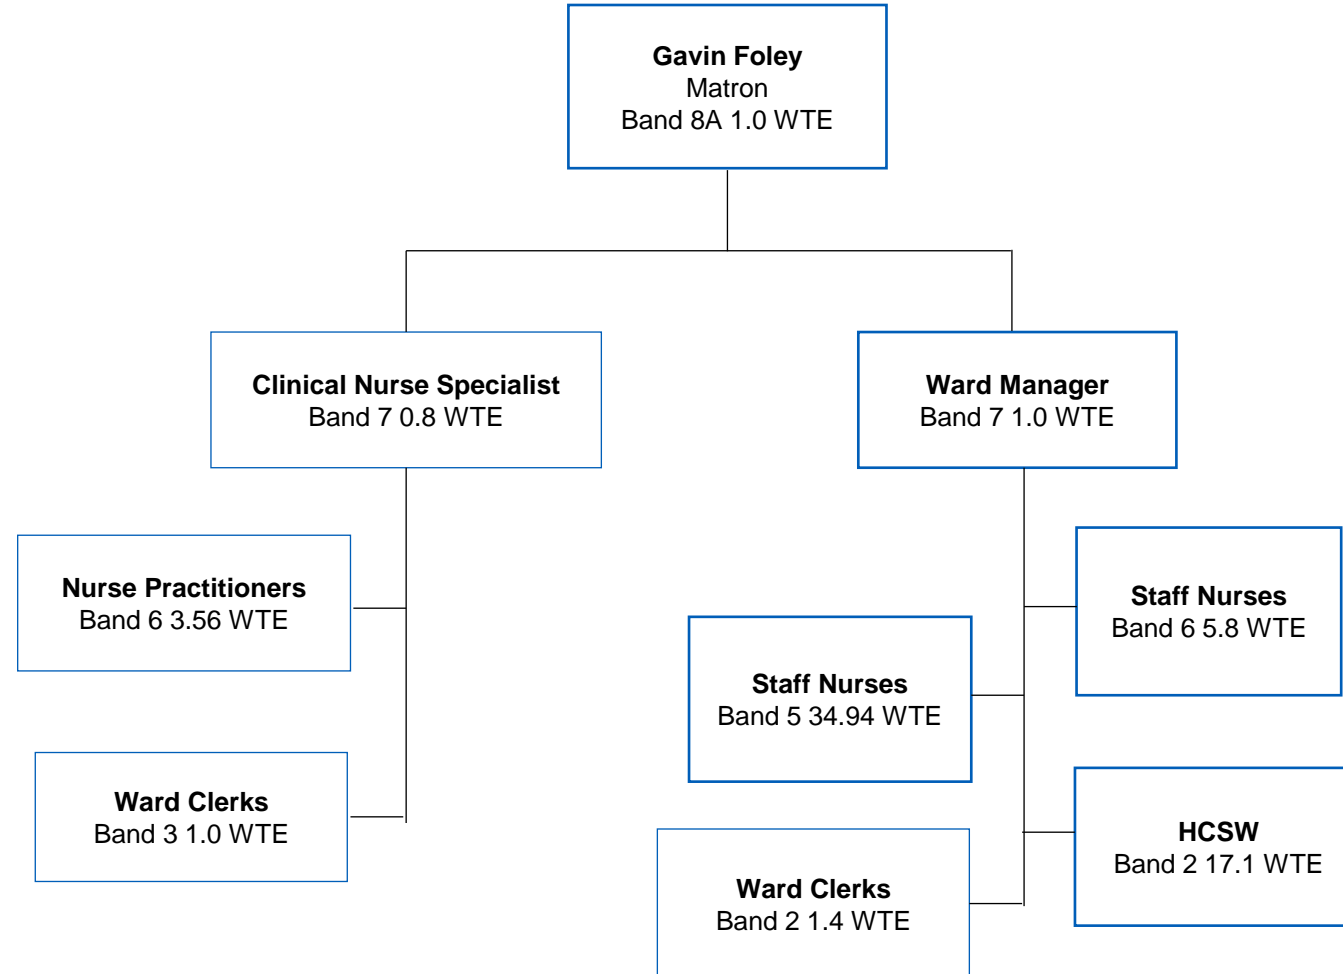 Gavin Foley
Matron
Band 8A 1.0 WTE
Clinical Nurse Specialist
Band 7 0.8 WTE
Ward Manager
Band 7 1.0 WTE
Nurse Practitioners
Band 6 3.56 WTE
Staff Nurses
Band 6 5.8 WTE
Staff Nurses
Band 5 34.94 WTE
Ward Clerks
Band 3 1.0 WTE
HCSW
Band 2 17.1 WTE
Ward Clerks
Band 2 1.4 WTE